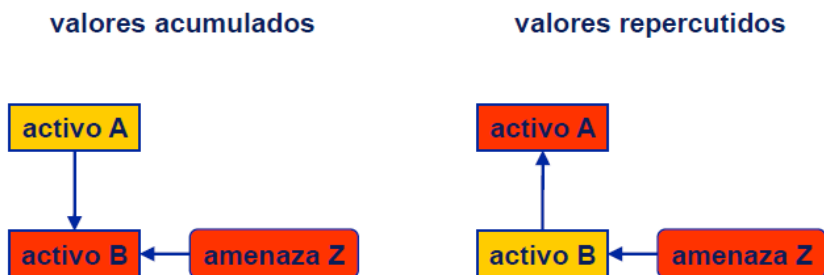 valores acumulados
valores repercutidos
activo A
activo A
activo B
amenaza Z
activo B
amenaza Z